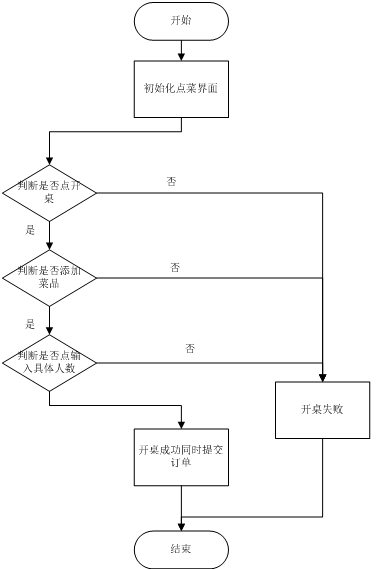 开始
初始化点菜界面
判断是否点开
桌
否
是
判断是否添加
菜品
否
是
判断是否点输
入具体人数
否
开桌失败
开桌成功同时提交
订单
结束